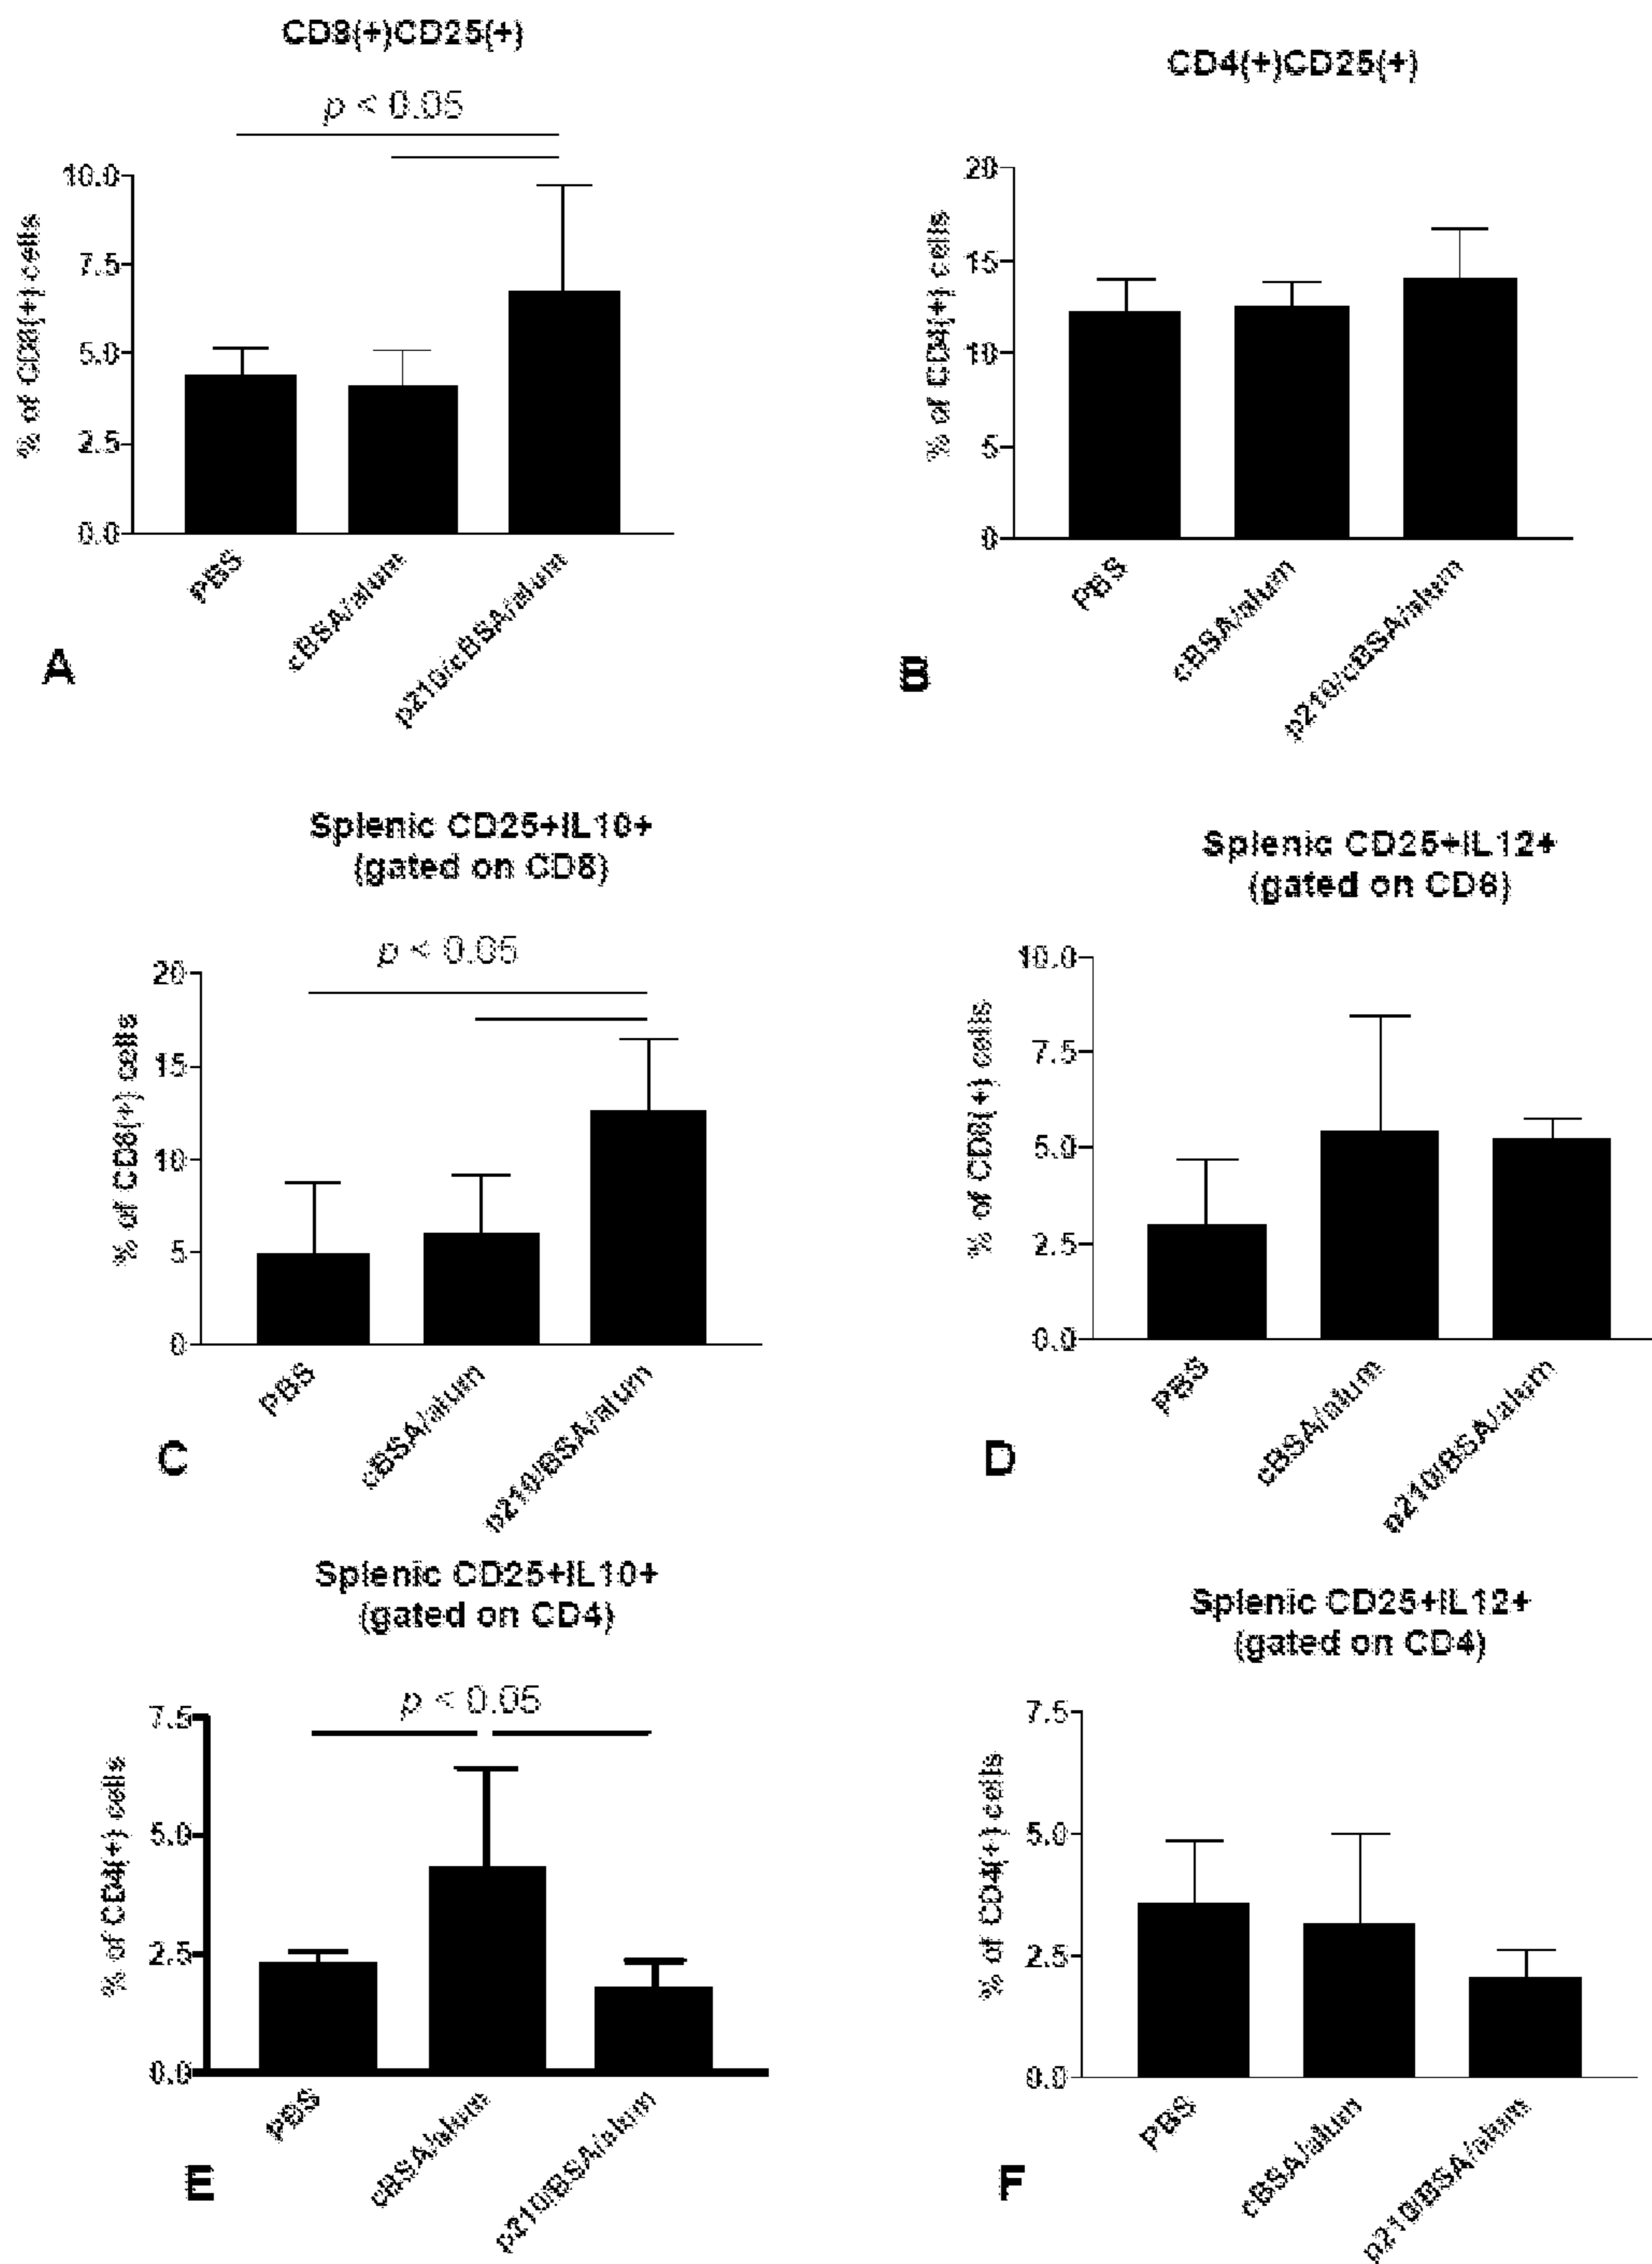 CD8(+)CD25(+)
p < 0.05
% of CD8(+) cells
10.0
7.5
5.0
2.5
0.0
PBS
cBSA/alum
p210/cBSA/alum
A
CD4(+)CD25(+)
% of CD4(+) cells
20
15
10
5
0
PBS
cBSA/alum
p210/cBSA/alum
B
Splenic CD25+IL10+
(gated on CD8)
p < 0.05
% of CD8(+) cells
20
15
10
5
0
PBS
cBSA/alum
p210/BSA/alum
C
Splenic CD25+IL12+
(gated on CD8)
% of CD8(+) cells
10.0
7.5
5.0
2.5
0.0
PBS
cBSA/alum
p210/BSA/alum
D
Splenic CD25+IL10+
(gated on CD4)
p < 0.05
% of CD4(+) cells
7.5
5.0
2.5
0.0
PBS
cBSA/alum
p210/BSA/alum
E
Splenic CD25+IL12+
(gated on CD4)
% of CD4(+) cells
7.5
5.0
2.5
0.0
PBS
cBSA/alum
p210/BSA/alum
F